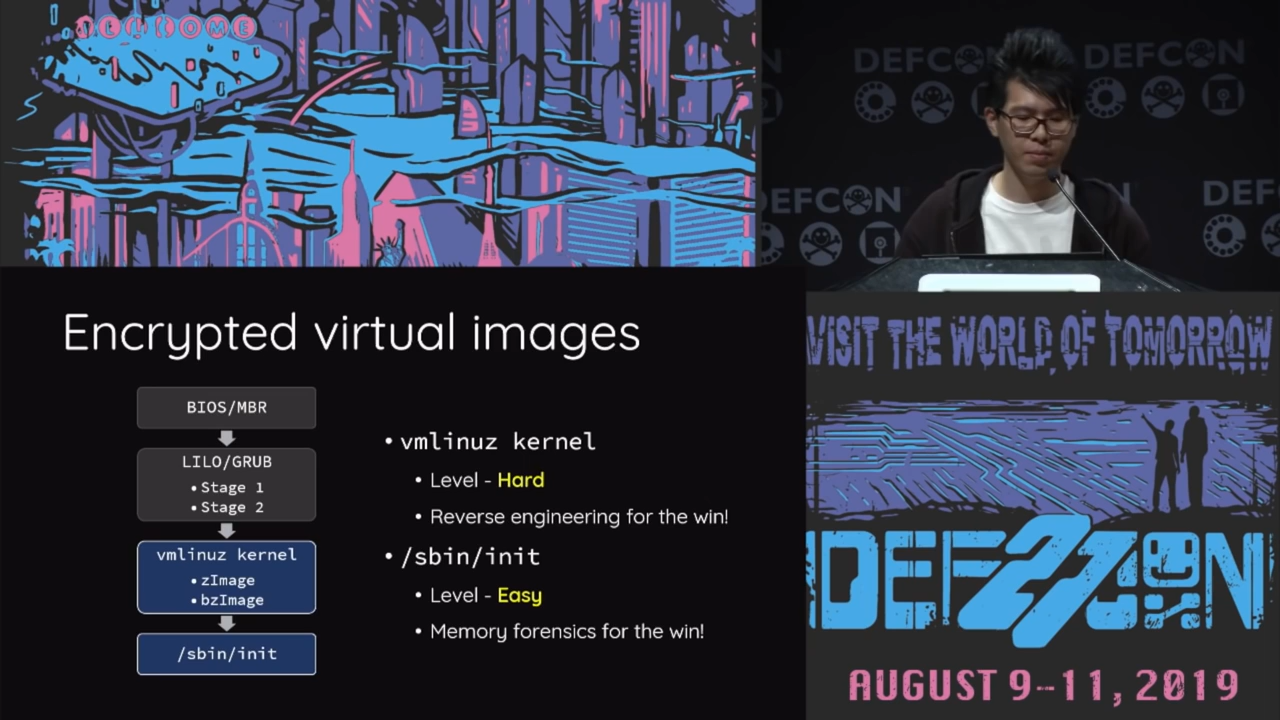 WELCOME
DEFCON
DEFCON
DEFCON
DEF
Encrypted virtual images
BIOS/MBR
LILO/GRUB
• Stage 1
• Stage 2
vmlinuz kernel
• zImage
• bzImage
/sbin/init
• vmlinuz kernel
• Level - Hard
• Reverse engineering for the win!
• /sbin/init
• Level - Easy
• Memory forensics for the win!
VISIT THE WORLD OF TOMORROW
DEF27CON
AUGUST 9-11, 2019